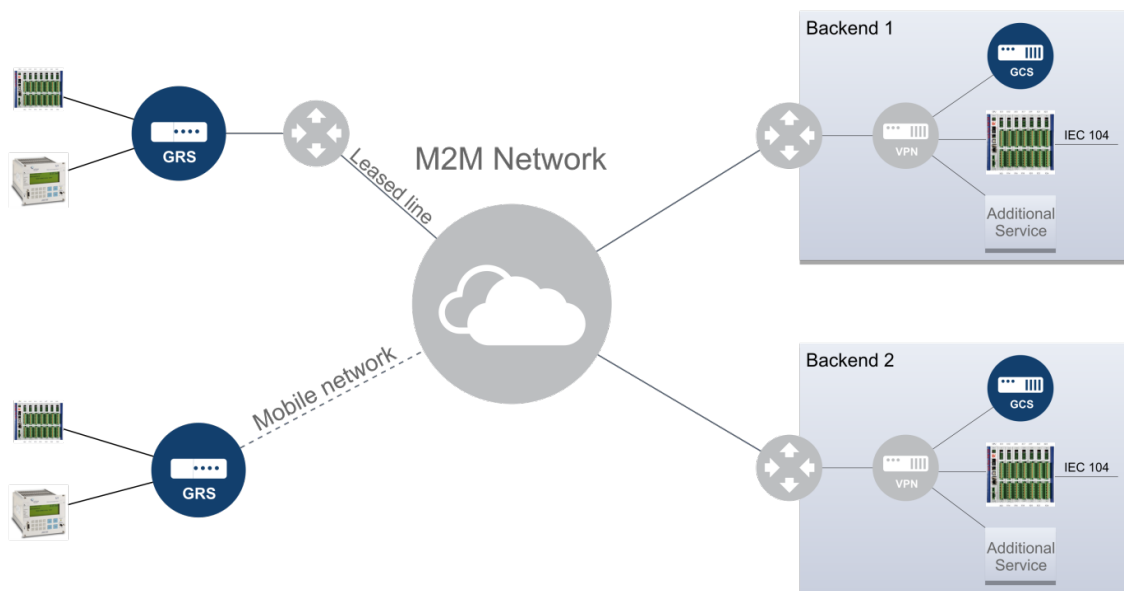 Backend 1
GCS
GRS
M2M Network
Leased line
VPN
IEC 104
Additional
Service
Mobile network
Backend 2
GCS
GRS
VPN
IEC 104
Additional
Service